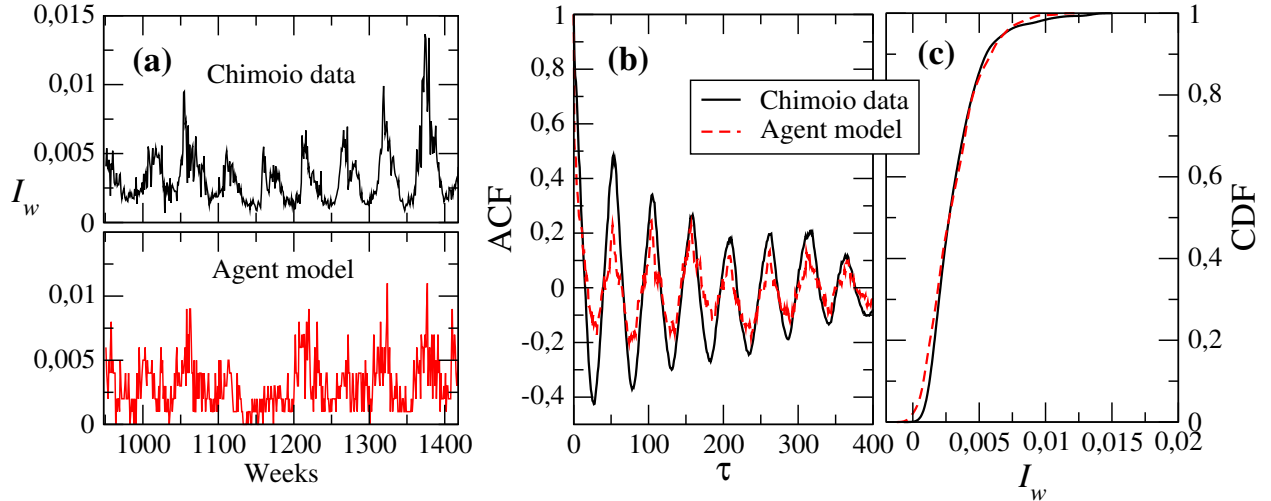 0,015
(a)
Chimoio data
0,01
0,005
I_w
0
Agent model
0,01
0,005
0
1000 1100 1200 1300 1400
Weeks
1
(b)
0,8
0,6
0,4
0,2
0
-0,2
-0,4
ACF
0 100 200 300 400
τ
Chimoio data
Agent model
(c)
1
0,8
0,6
0,4
0,2
0
CDF
0 0,005 0,01 0,015 0,02
I_w